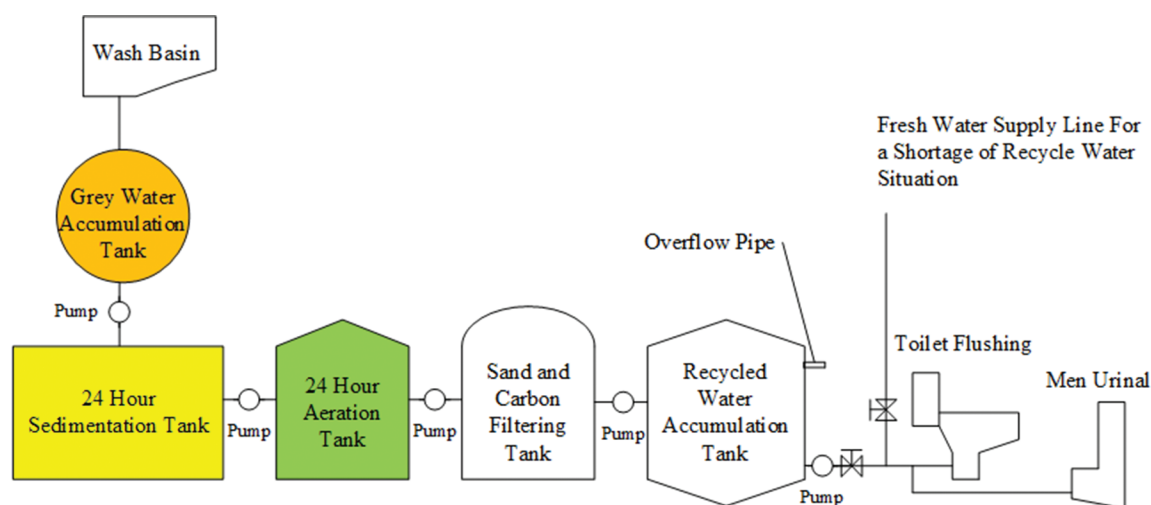 Wash Basin
Grey Water
Accumulation
Tank
Pump
24 Hour
Sedimentation Tank
Pump
24 Hour
Aeration
Tank
Pump
Sand and
Carbon
Filtering
Tank
Pump
Recycled
Water
Accumulation
Tank
Overflow Pipe
Pump
Fresh Water Supply Line For
a Shortage of Recycle Water
Situation
Toilet Flushing
Men Urinal